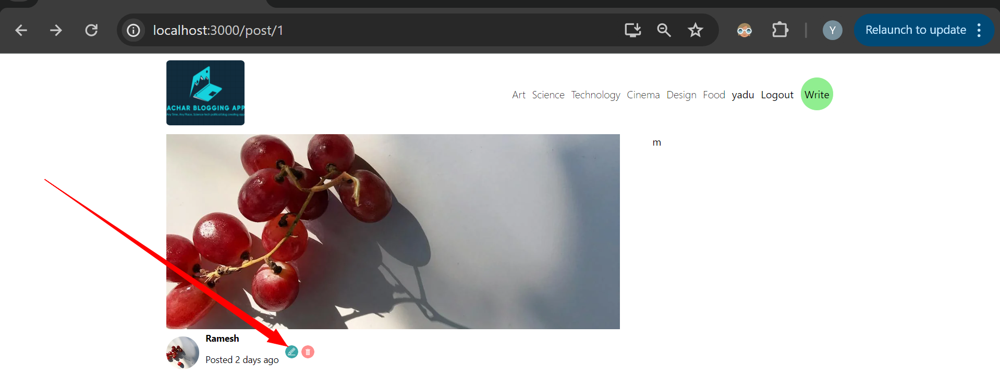 localhost:3000/post/1
Y
Relaunch to update
ACHAR BLOGGING APP
Any Time, Any Place, Science tech political blog creating app
Art Science Technology Cinema Design Food yadu Logout Write
m
Ramesh
Posted 2 days ago